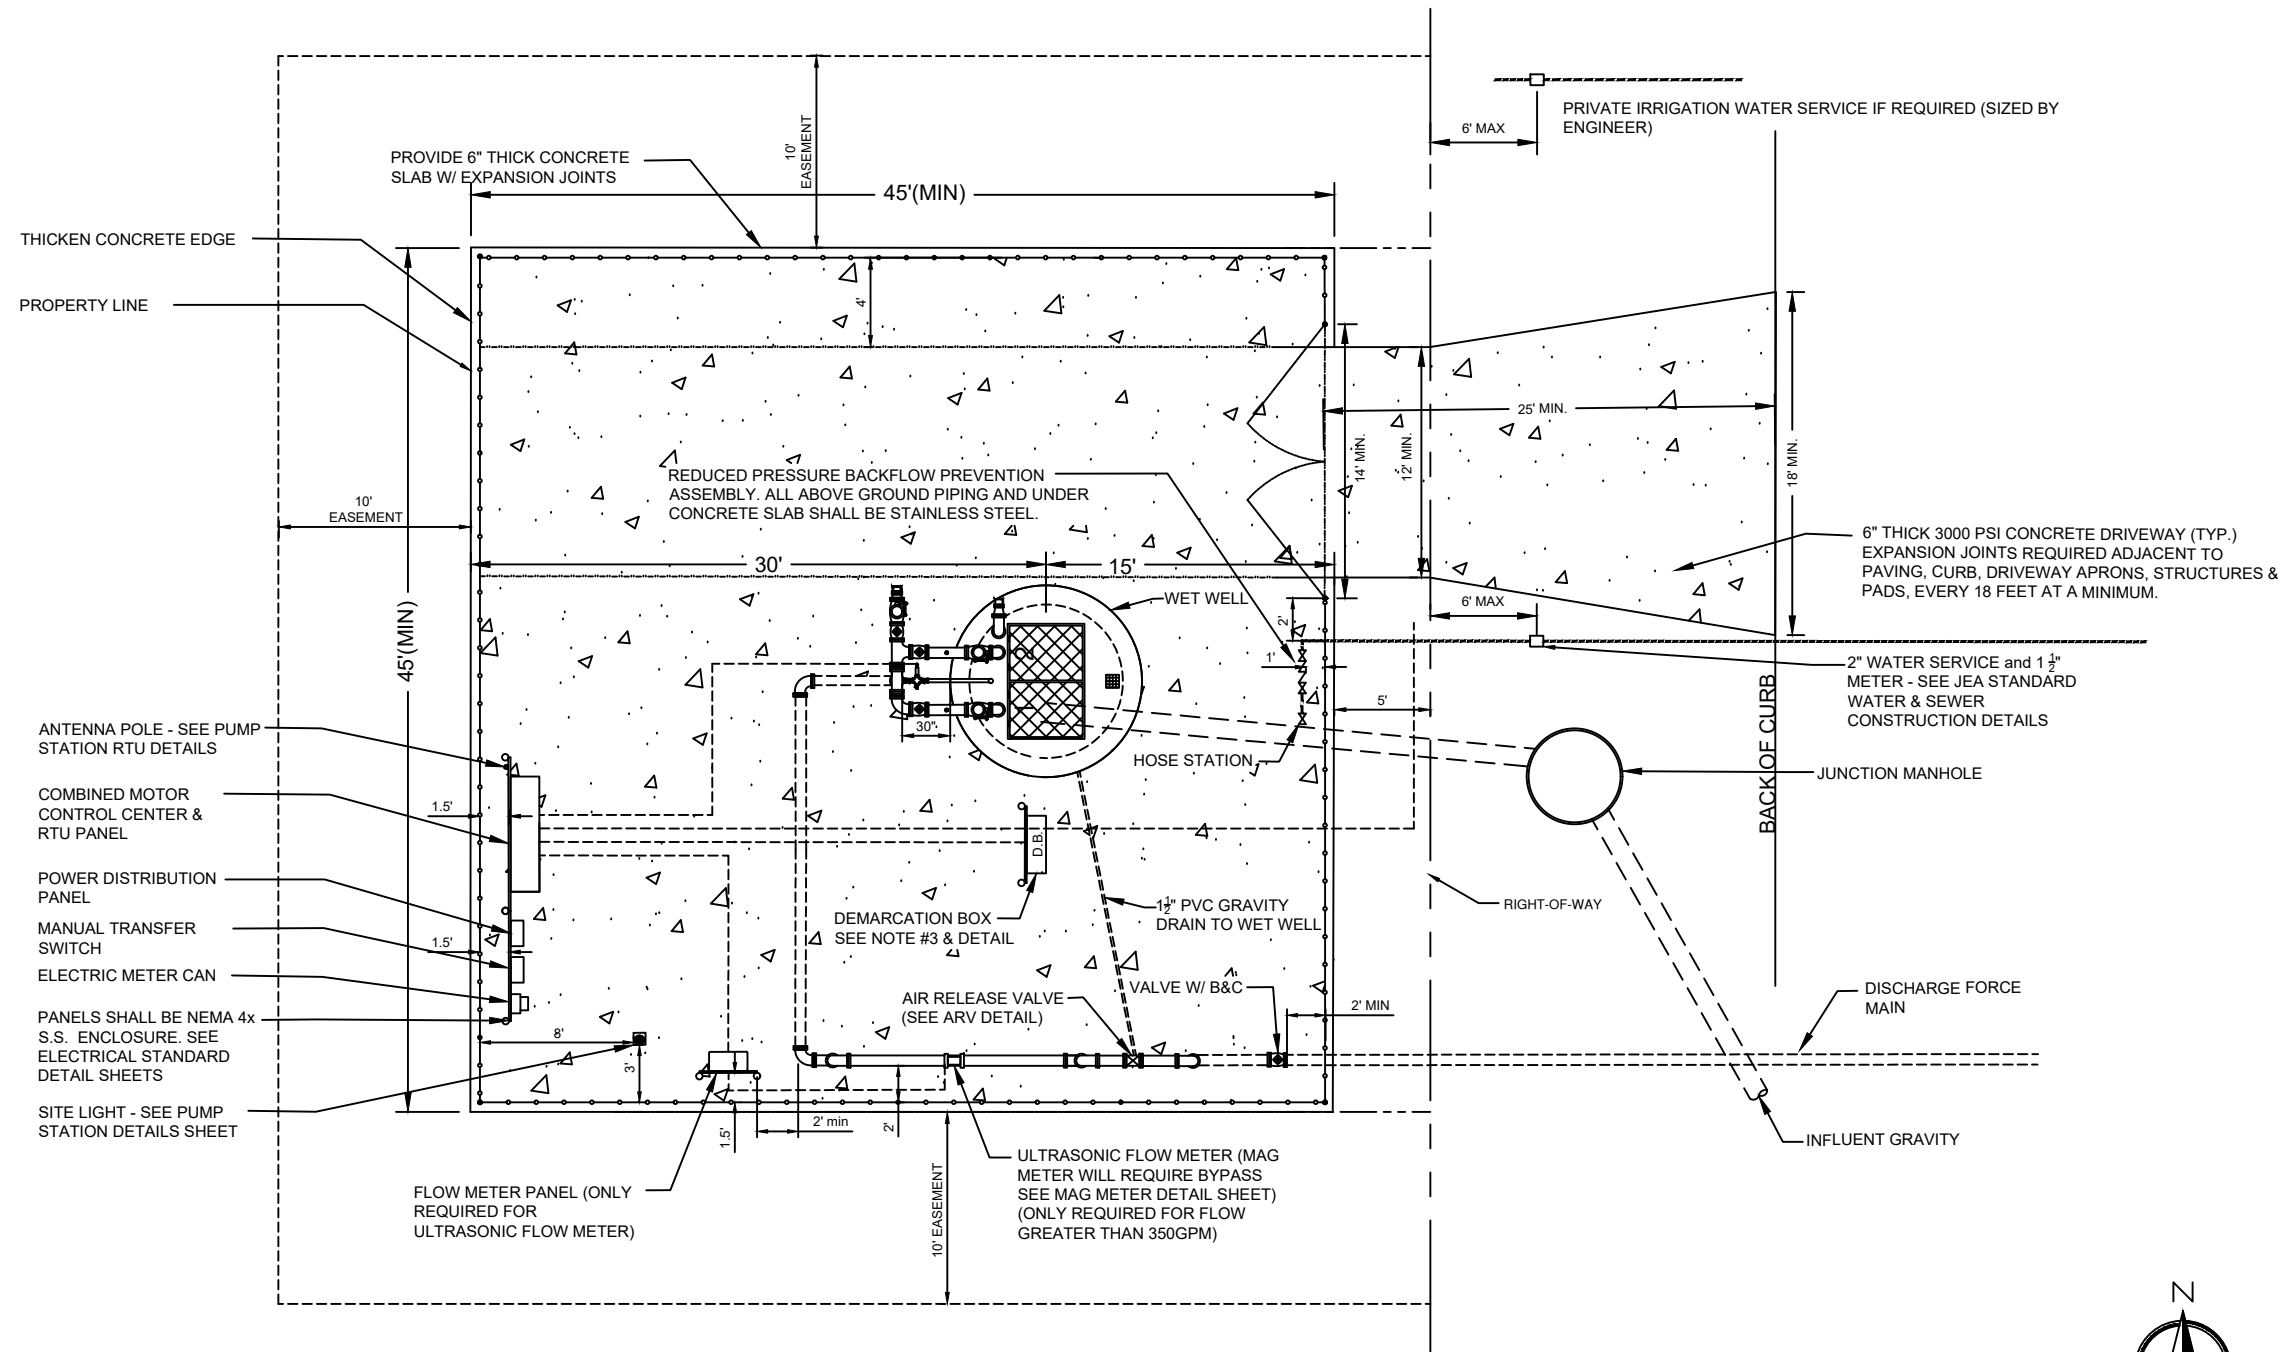 PRIVATE IRRIGATION WATER SERVICE IF REQUIRED (SIZED BY
ENGINEER)
6' MAX
10'
EASEMENT
PROVIDE 6" THICK CONCRETE
SLAB W/ EXPANSION JOINTS
45'(MIN)
THICKEN CONCRETE EDGE
PROPERTY LINE
4'
25' MIN.
14' MIN.
12' MIN.
18' MIN.
REDUCED PRESSURE BACKFLOW PREVENTION
ASSEMBLY. ALL ABOVE GROUND PIPING AND UNDER
CONCRETE SLAB SHALL BE STAINLESS STEEL.
10'
EASEMENT
6" THICK 3000 PSI CONCRETE DRIVEWAY (TYP.)
EXPANSION JOINTS REQUIRED ADJACENT TO
PAVING, CURB, DRIVEWAY APRONS, STRUCTURES &
PADS, EVERY 18 FEET AT A MINIMUM.
30'
15'
WET WELL
6' MAX
2'
45'(MIN)
1'
2" WATER SERVICE and 1 1/2"
METER - SEE JEA STANDARD
WATER & SEWER
CONSTRUCTION DETAILS
5'
30"
BACK OF CURB
ANTENNA POLE - SEE PUMP
STATION RTU DETAILS
HOSE STATION
JUNCTION MANHOLE
COMBINED MOTOR
CONTROL CENTER &
RTU PANEL
1.5'
D.B.
POWER DISTRIBUTION
PANEL
DEMARCATION BOX
SEE NOTE #3 & DETAIL
1 1/2" PVC GRAVITY
DRAIN TO WET WELL
RIGHT-OF-WAY
MANUAL TRANSFER
SWITCH
1.5'
ELECTRIC METER CAN
AIR RELEASE VALVE
(SEE ARV DETAIL)
VALVE W/ B&C
2' MIN
DISCHARGE FORCE
MAIN
PANELS SHALL BE NEMA 4x
S.S. ENCLOSURE. SEE
ELECTRICAL STANDARD
DETAIL SHEETS
8'
3'
SITE LIGHT - SEE PUMP
STATION DETAILS SHEET
1.5'
2' min
2'
INFLUENT GRAVITY
10' EASEMENT
ULTRASONIC FLOW METER (MAG
METER WILL REQUIRE BYPASS
SEE MAG METER DETAIL SHEET)
(ONLY REQUIRED FOR FLOW
GREATER THAN 350GPM)
FLOW METER PANEL (ONLY
REQUIRED FOR
ULTRASONIC FLOW METER)
N